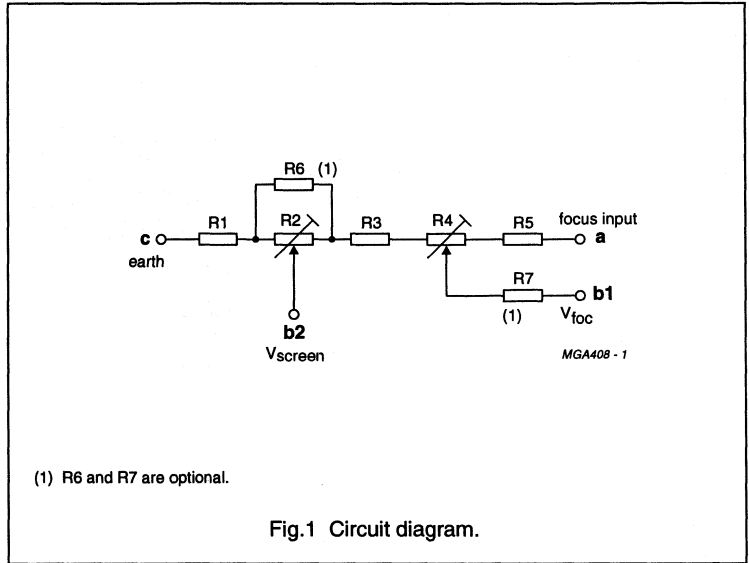 R6 (1)
R1 R2 R3 R4 R5 focus input
c a
earth
R7
b1
(1) Vfoc
b2
Vscreen
MGA408 - 1
(1) R6 and R7 are optional.
Fig.1 Circuit diagram.